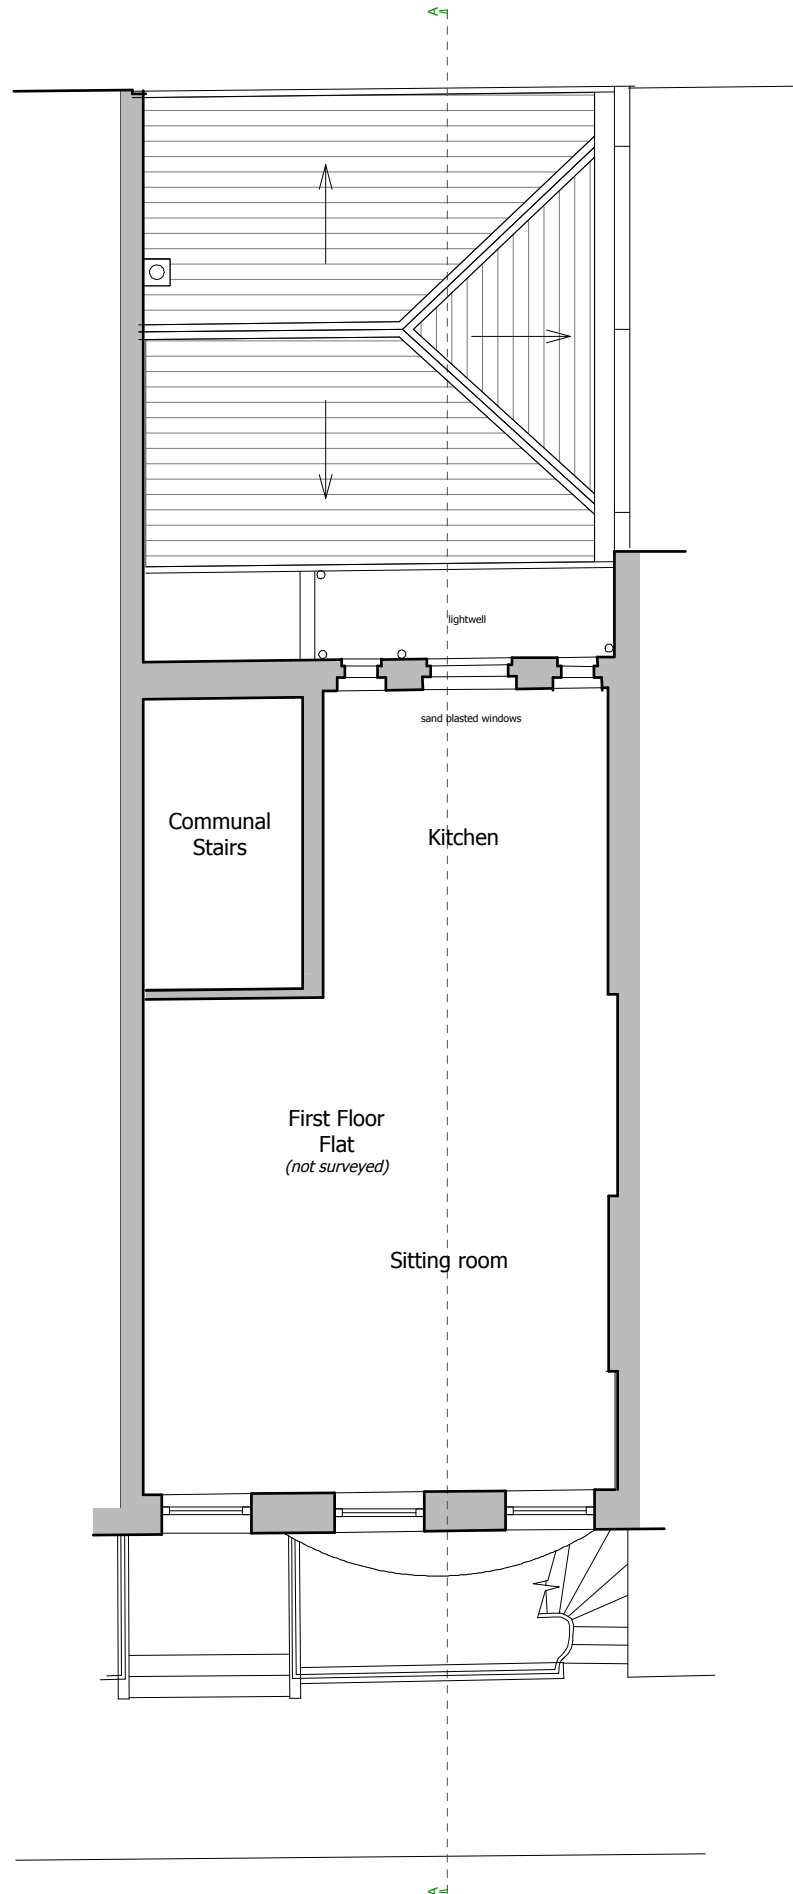 A
lightwell
sand blasted windows
Communal
Stairs
Kitchen
First Floor
Flat
(not surveyed)
Sitting room
A